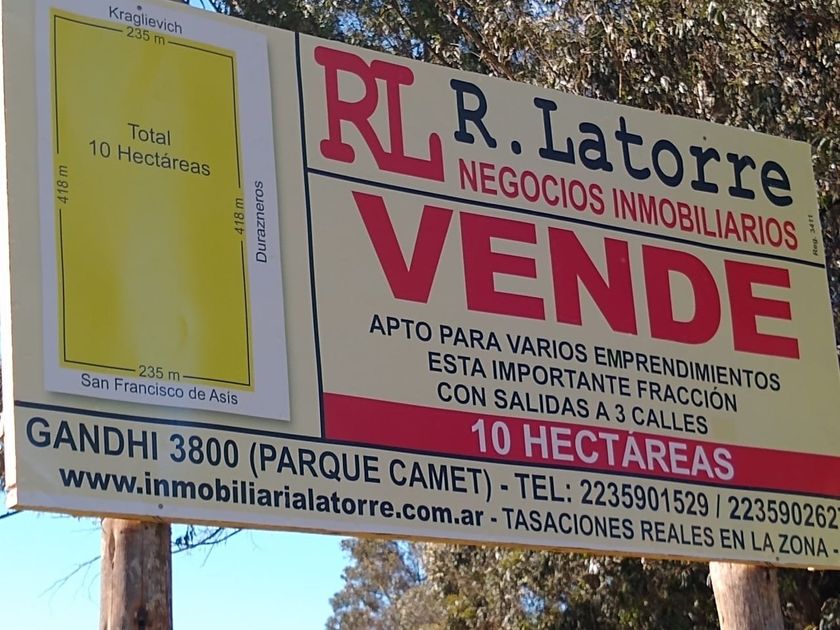 Kraglievich
235 m
Total
10 Hectáreas
418 m
418 m
Durazneros
235 m
San Francisco de Asís
RL R. Latorre
NEGOCIOS INMOBILIARIOS
Reg. 3411
VENDE
APTO PARA VARIOS EMPRENDIMIENTOS
ESTA IMPORTANTE FRACCIÓN
CON SALIDAS A 3 CALLES
10 HECTÁREAS
GANDHI 3800 (PARQUE CAMET) - TEL: 2235901529 / 223590262
www.inmobiliarialatorre.com.ar - TASACIONES REALES EN LA ZONA -